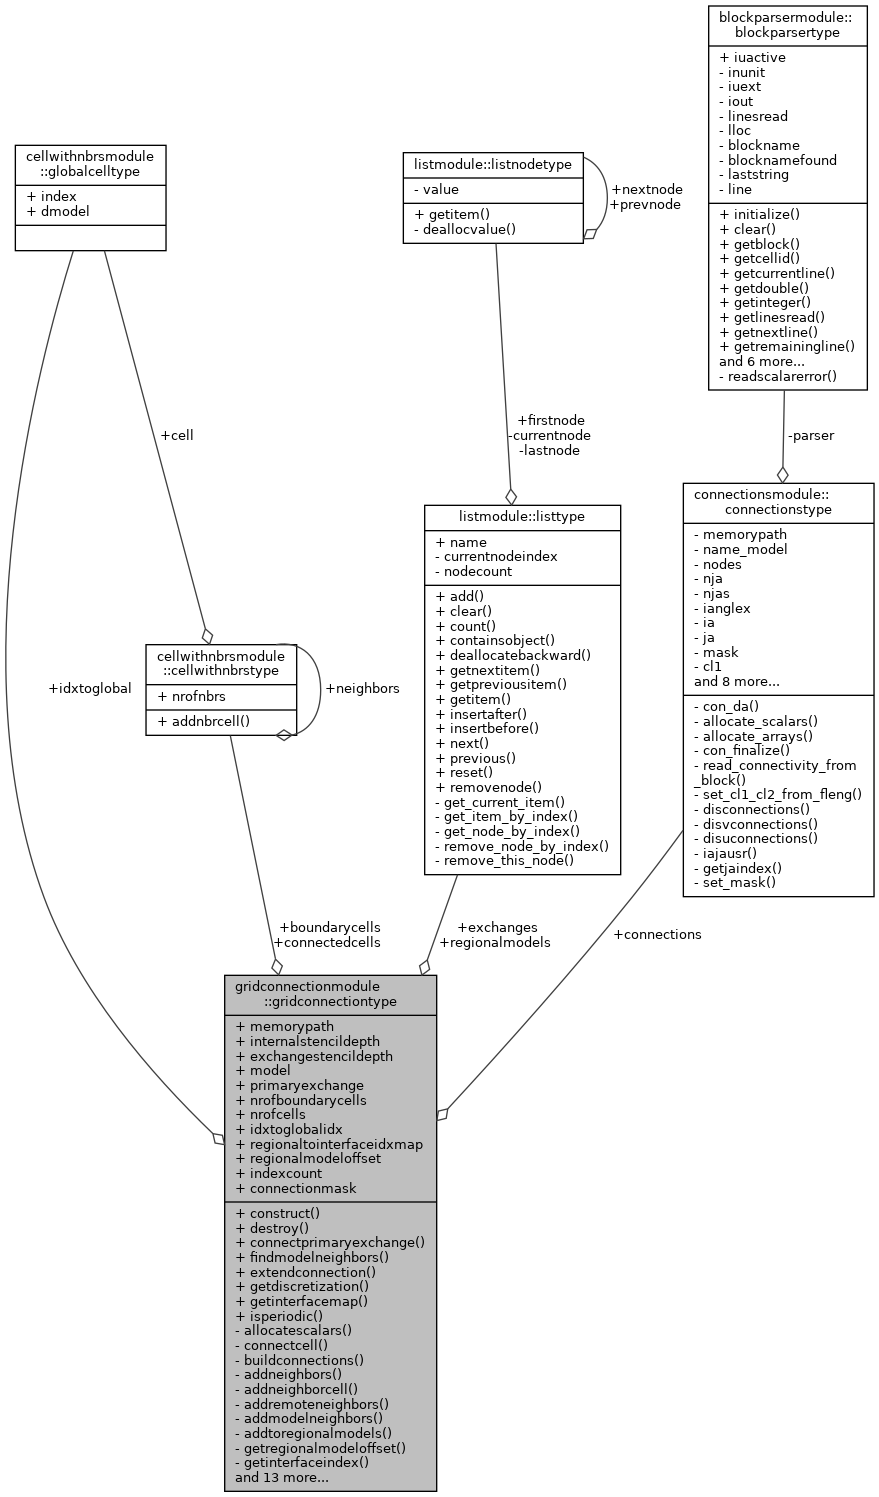 blockparsermodule::
blockparsertype
+ iuactive
- inunit
- iuext
- iout
- linesread
- lloc
- blockname
- blocknamefound
- laststring
- line
+ initialize()
+ clear()
+ getblock()
+ getcellid()
+ getcurrentline()
+ getdouble()
+ getinteger()
+ getlinesread()
+ getnextline()
+ getremainingline()
and 6 more...
- readscalarerror()
cellwithnbrsmodule
::globalcelltype
+ index
+ dmodel
listmodule::listnodetype
- value
+ getitem()
- deallocvalue()
+nextnode
+prevnode
+cell
+firstnode
-currentnode
-lastnode
-parser
connectionsmodule::
connectionstype
- memorypath
- name_model
- nodes
- nja
- njas
- ianglex
- ia
- ja
- mask
- cl1
and 8 more...
- con_da()
- allocate_scalars()
- allocate_arrays()
- con_finalize()
- read_connectivity_from
_block()
- set_cl1_cl2_from_fleng()
- disconnections()
- disvconnections()
- disuconnections()
- iajausr()
- getjaindex()
- set_mask()
listmodule::listtype
+ name
- currentnodeindex
- nodecount
+ add()
+ clear()
+ count()
+ containsobject()
+ deallocatebackward()
+ getnextitem()
+ getpreviousitem()
+ getitem()
+ insertafter()
+ insertbefore()
+ next()
+ previous()
+ reset()
+ removenode()
- get_current_item()
- get_item_by_index()
- get_node_by_index()
- remove_node_by_index()
- remove_this_node()
cellwithnbrsmodule
::cellwithnbrstype
+ nrofnbrs
+ addnbrcell()
+neighbors
+idxtoglobal
+boundarycells
+connectedcells
+exchanges
+regionalmodels
+connections
gridconnectionmodule
::gridconnectiontype
+ memorypath
+ internalstencildepth
+ exchangestencildepth
+ model
+ primaryexchange
+ nrofboundarycells
+ nrofcells
+ idxtoglobalidx
+ regionaltointerfaceidxmap
+ regionalmodeloffset
+ indexcount
+ connectionmask
+ construct()
+ destroy()
+ connectprimaryexchange()
+ findmodelneighbors()
+ extendconnection()
+ getdiscretization()
+ getinterfacemap()
+ isperiodic()
- allocatescalars()
- connectcell()
- buildconnections()
- addneighbors()
- addneighborcell()
- addremoteneighbors()
- addmodelneighbors()
- addtoregionalmodels()
- getregionalmodeloffset()
- getinterfaceindex()
and 13 more...